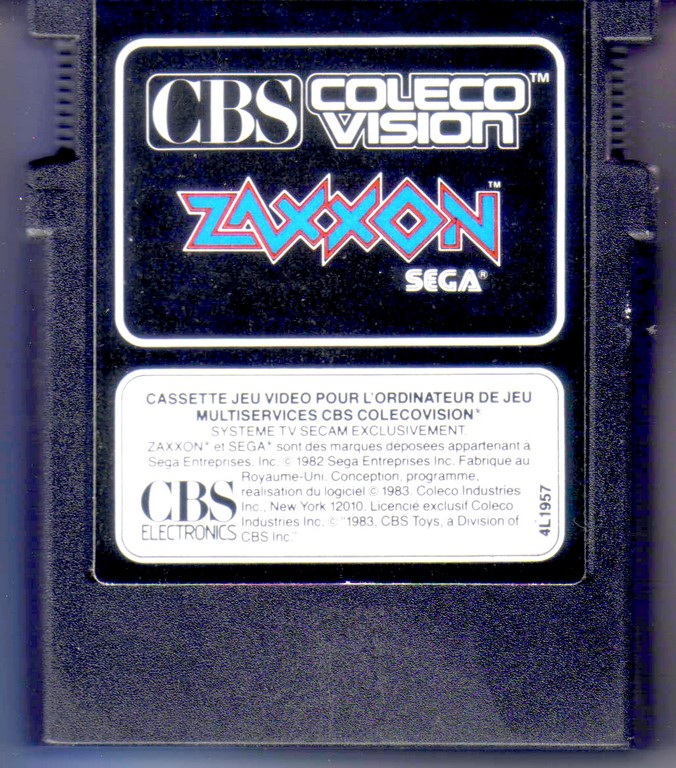 CBS COLECO VISION™
ZAXXON™
SEGA®
CASSETTE JEU VIDEO POUR L'ORDINATEUR DE JEU
MULTISERVICES CBS COLECOVISION*
SYSTEME TV SECAM EXCLUSIVEMENT.
ZAXXON* et SEGA* sont des marques deposees appartenant à
Sega Entreprises, Inc. © 1982 Sega Entreprises Inc. Fabrique au
Royaume-Uni. Conception, programme,
realisation du logiciel © 1983. Coleco Industries
Inc., New York 12010. Licencié exclusif Coleco
Industries Inc. © "1983, CBS Toys, a Division of
CBS Inc."
CBS
ELECTRONICS
4L1957